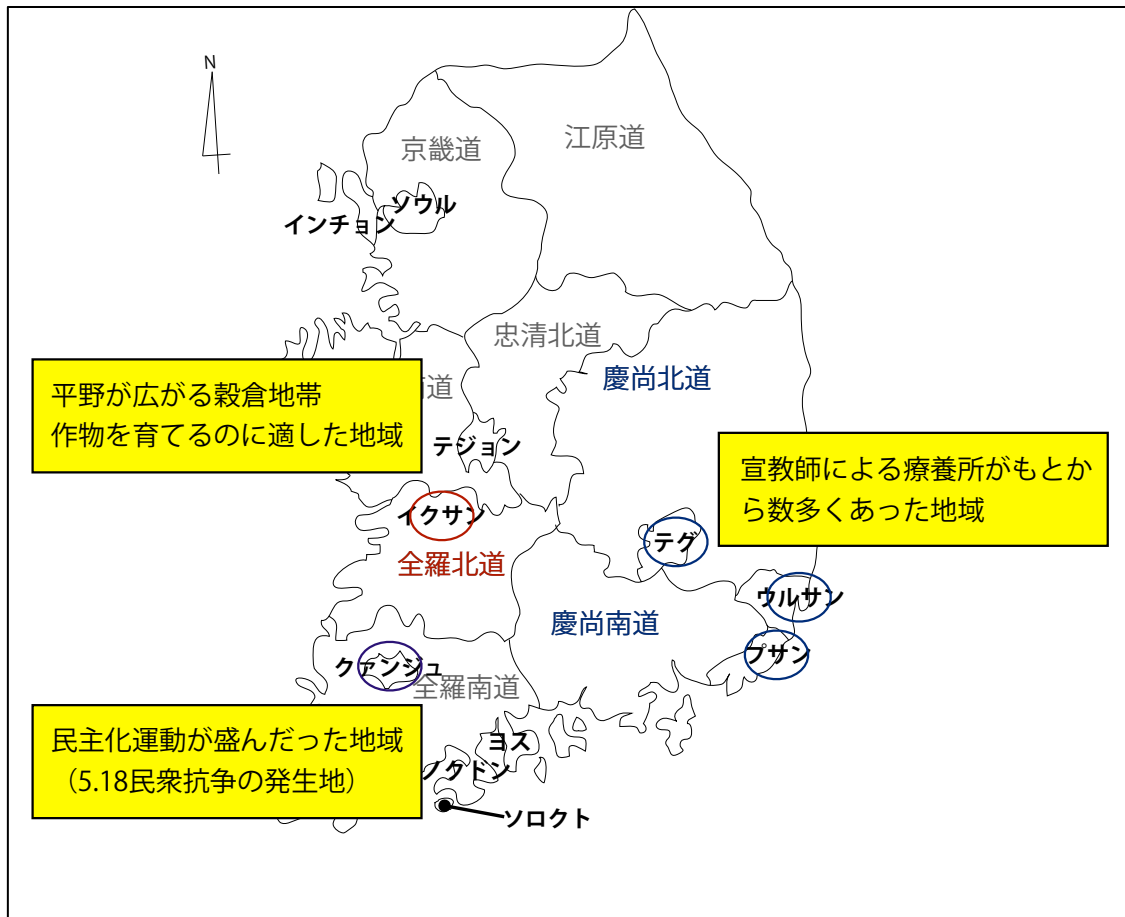 N
江原道
京畿道
ソウル
インチョン
忠清北道
平野が広がる穀倉地帯
作物を育てるのに適した地域
慶尚北道
道
テジョン
宣教師による療養所がもとか
ら数多くあった地域
イクサン
テグ
全羅北道
ウルサン
慶尚南道
プサン
クァンジュ
全羅南道
民主化運動が盛んだった地域
（5.18民衆抗争の発生地）
ヨス
ノクドン
ソロクト